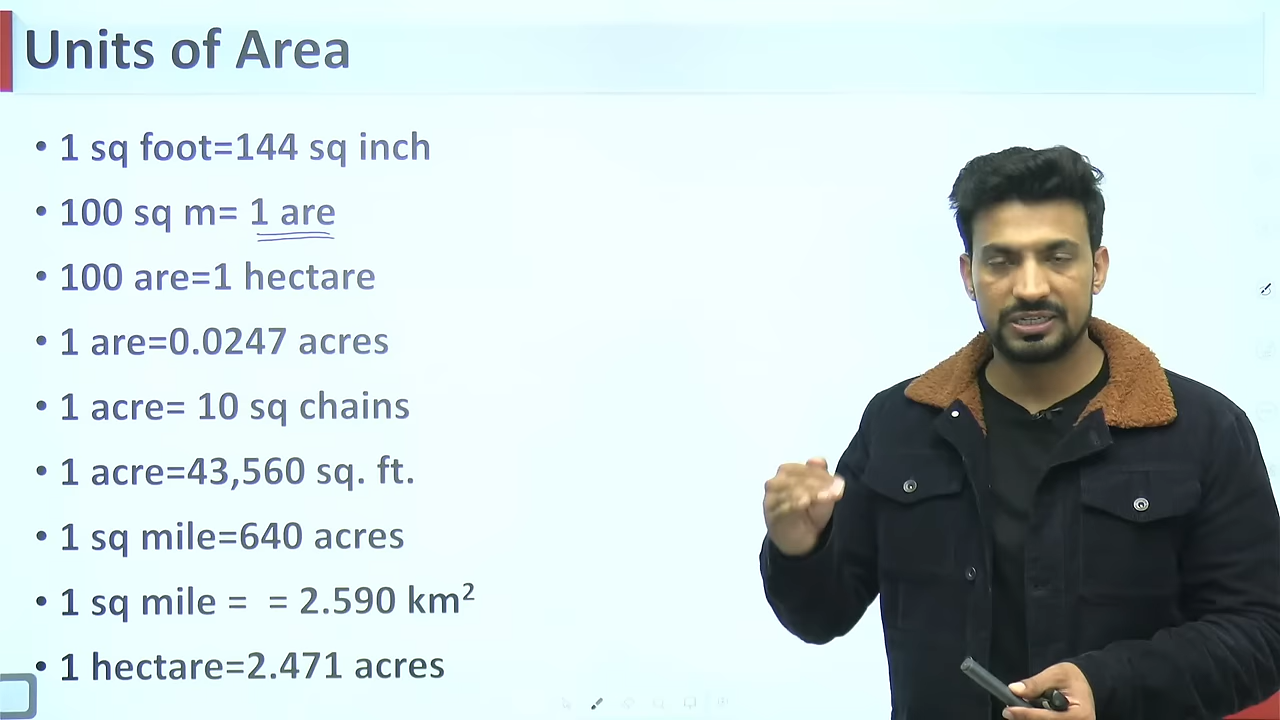 Units of Area
• 1 sq foot=144 sq inch
• 100 sq m= 1 are
• 100 are=1 hectare
• 1 are=0.0247 acres
• 1 acre= 10 sq chains
• 1 acre=43,560 sq. ft.
• 1 sq mile=640 acres
• 1 sq mile = = 2.590 km²
• 1 hectare=2.471 acres